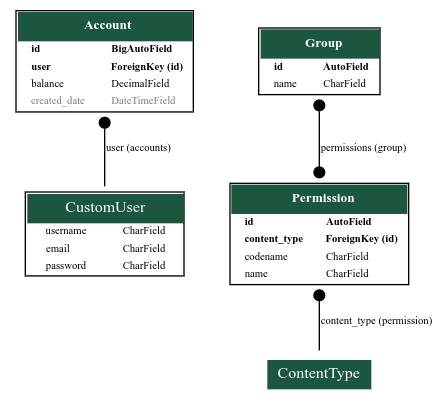 Account
id BigAutoField
user ForeignKey (id)
balance DecimalField
created_date DateTimeField
user (accounts)
CustomUser
username CharField
email CharField
password CharField
Group
id AutoField
name CharField
permissions (group)
Permission
id AutoField
content_type ForeignKey (id)
codename CharField
name CharField
content_type (permission)
ContentType